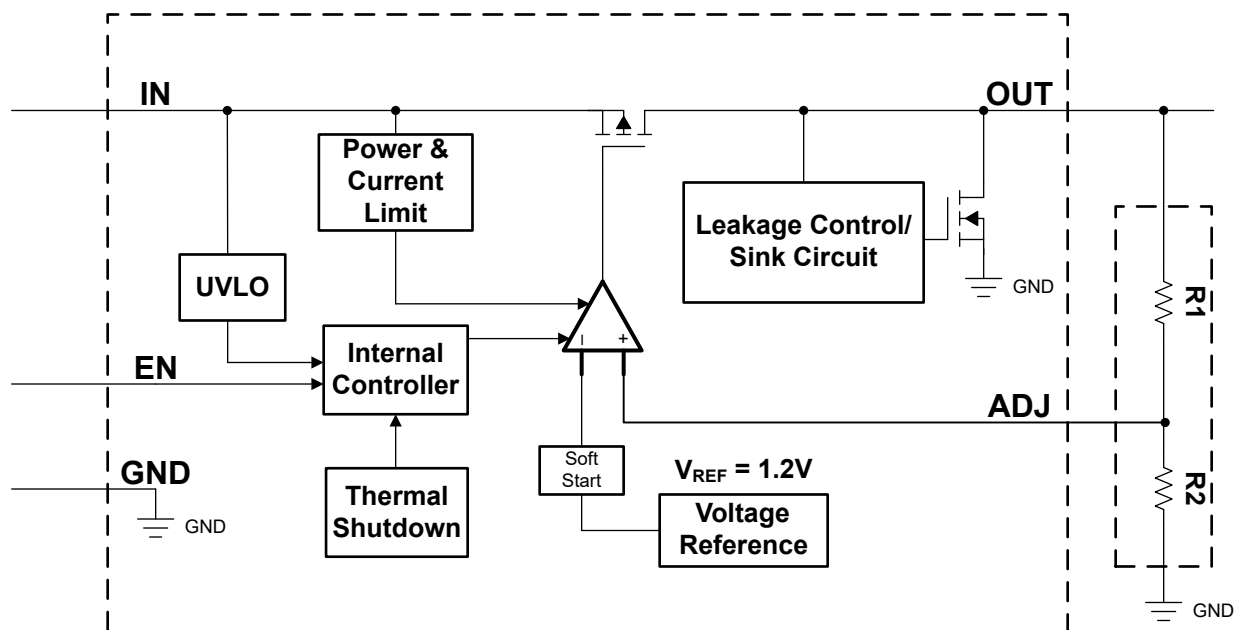 IN
OUT
Power &
Current
Limit
Leakage Control/
Sink Circuit
GND
UVLO
R1
Internal
Controller
EN
ADJ
Soft
Start
V_REF = 1.2V
GND
GND
Thermal
Shutdown
Voltage
Reference
R2
GND
- +